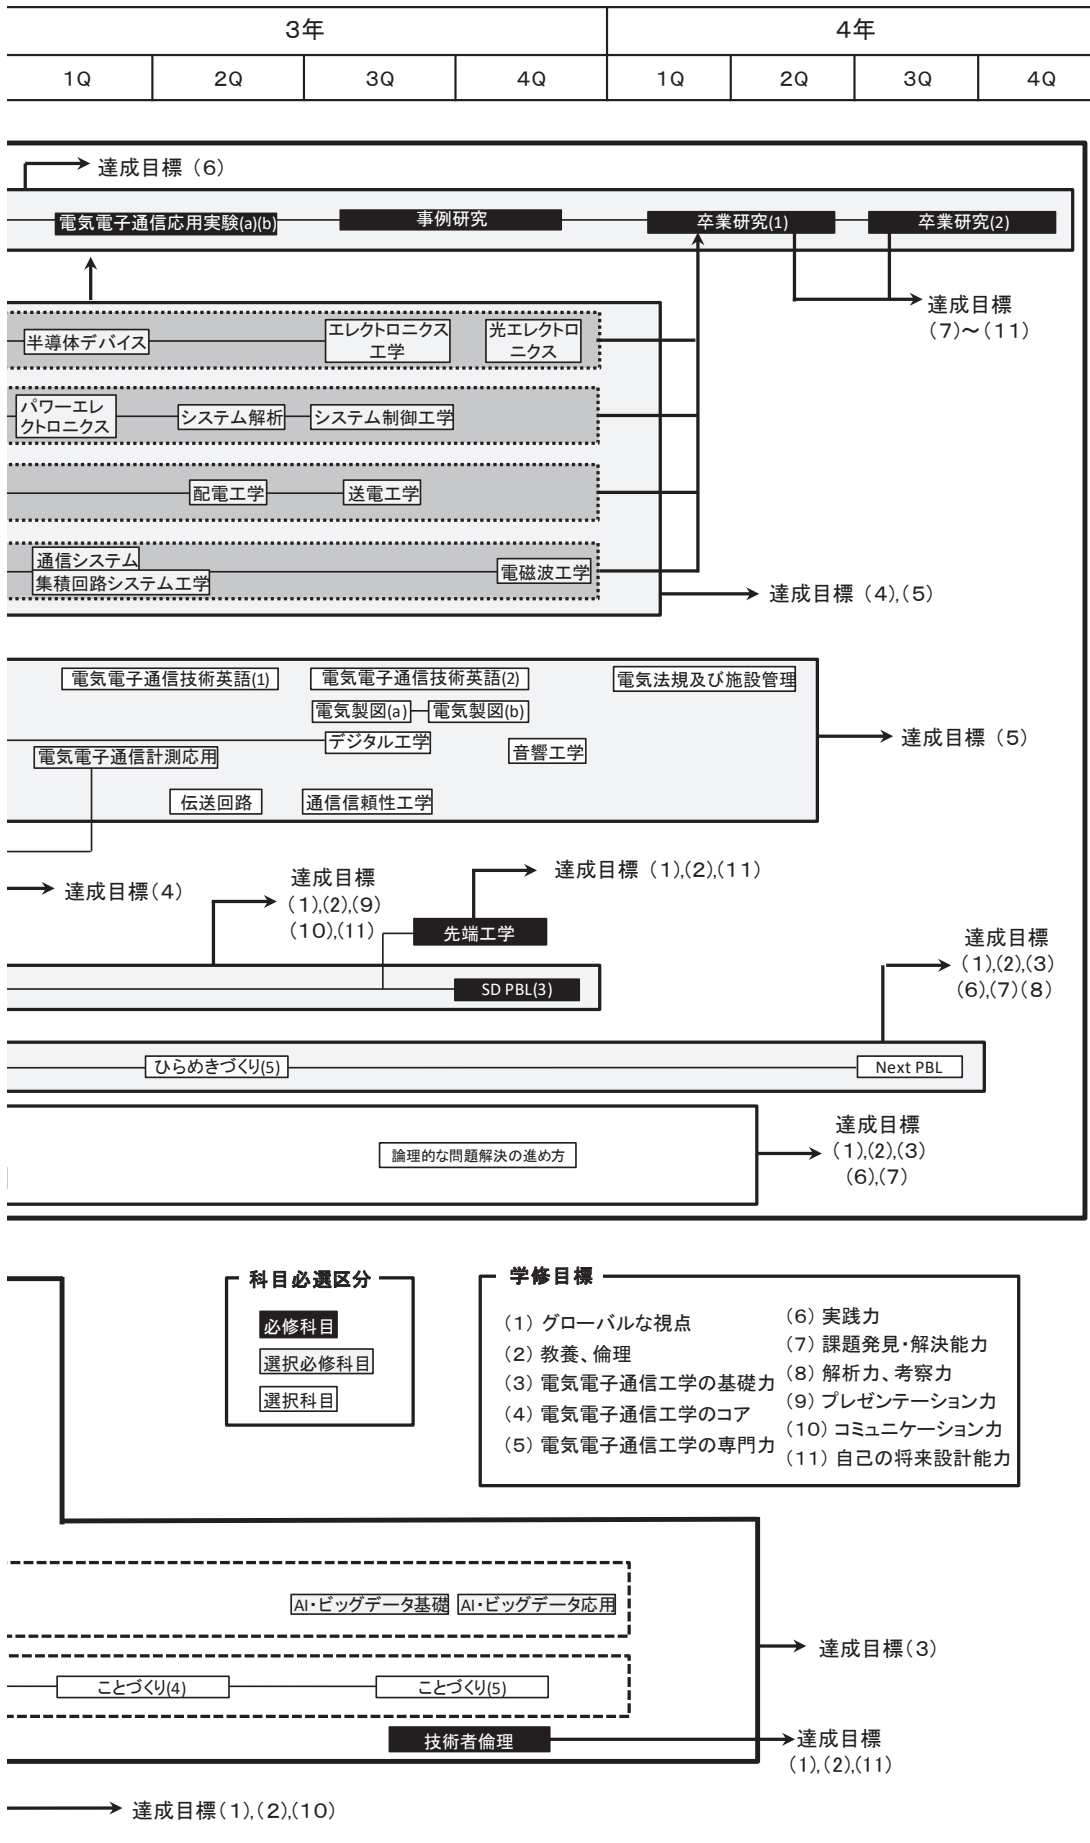 3年
4年
1Q
2Q
3Q
4Q
1Q
2Q
3Q
4Q
達成目標（6）
電気電子通信応用実験(a)(b)
事例研究
卒業研究(1)
卒業研究(2)
達成目標
（7）～（11）
半導体デバイス
エレクトロニクス
工学
光エレクトロ
ニクス
パワーエレ
クトロニクス
システム解析
システム制御工学
配電工学
送電工学
通信システム
集積回路システム工学
電磁波工学
達成目標（4）,（5）
電気電子通信技術英語(1)
電気電子通信技術英語(2)
電気法規及び施設管理
電気製図(a)
電気製図(b)
デジタル工学
電気電子通信計測応用
音響工学
伝送回路
通信信頼性工学
達成目標（5）
達成目標（4）
達成目標
（1）,（2）,（9）
（10）,（11）
達成目標（1）,（2）,（11）
先端工学
SD PBL(3)
達成目標
（1）,（2）,（3）
（6）,（7）（8）
ひらめきづくり(5)
Next PBL
論理的な問題解決の進め方
達成目標
（1）,（2）,（3）
（6）,（7）
科目必選区分
必修科目
選択必修科目
選択科目
学修目標
（1）グローバルな視点
（2）教養、倫理
（3）電気電子通信工学の基礎力
（4）電気電子通信工学のコア
（5）電気電子通信工学の専門力
（6）実践力
（7）課題発見・解決能力
（8）解析力、考察力
（9）プレゼンテーション力
（10）コミュニケーション力
（11）自己の将来設計能力
AI・ビッグデータ基礎
AI・ビッグデータ応用
達成目標（3）
ことづくり(4)
ことづくり(5)
技術者倫理
達成目標
（1）,（2）,（11）
達成目標（1）,（2）,（10）